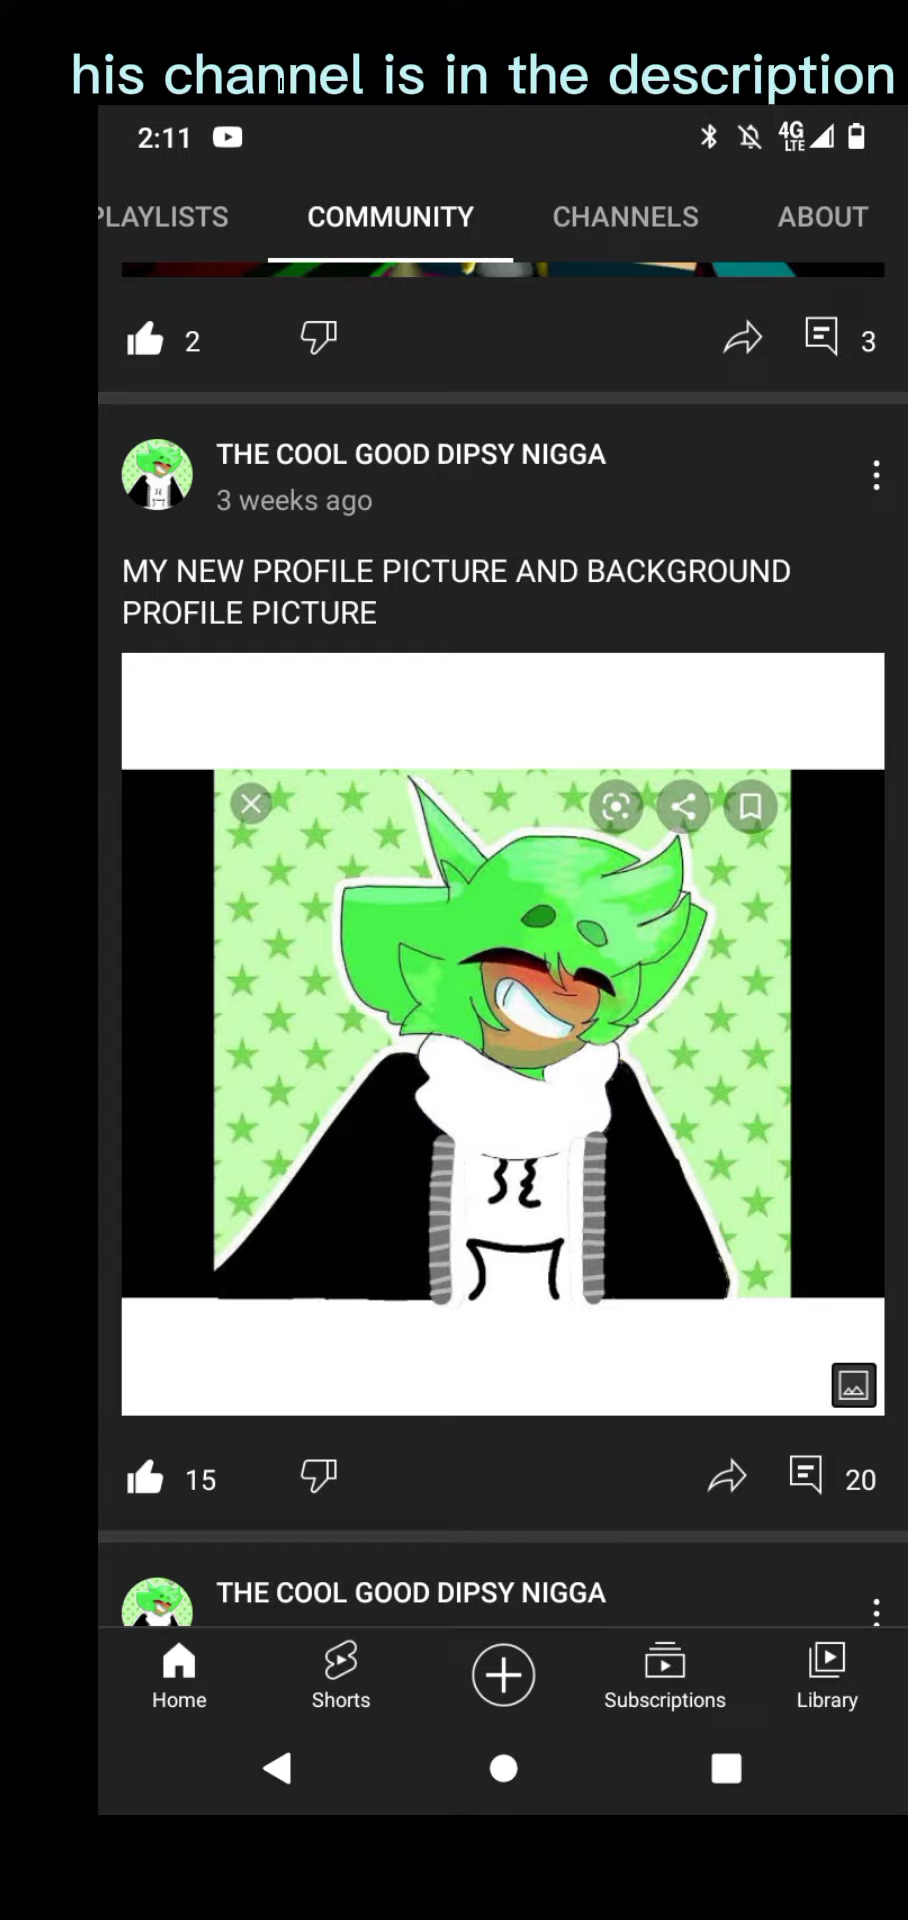 his channel is in the description
2:11 4G LTE
PLAYLISTS COMMUNITY CHANNELS ABOUT
2 3
THE COOL GOOD DIPSY NIGGA
3 weeks ago
MY NEW PROFILE PICTURE AND BACKGROUND
PROFILE PICTURE
15 20
THE COOL GOOD DIPSY NIGGA
Home Shorts Subscriptions Library